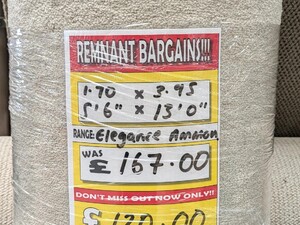 REMNANT BARGAINS!!!
1.70 x 3.95
5'6" x 13'0"
RANGE: Elegance Ammon
WAS
£ 167.00
DON'T MISS OUT NOW ONLY!!
£